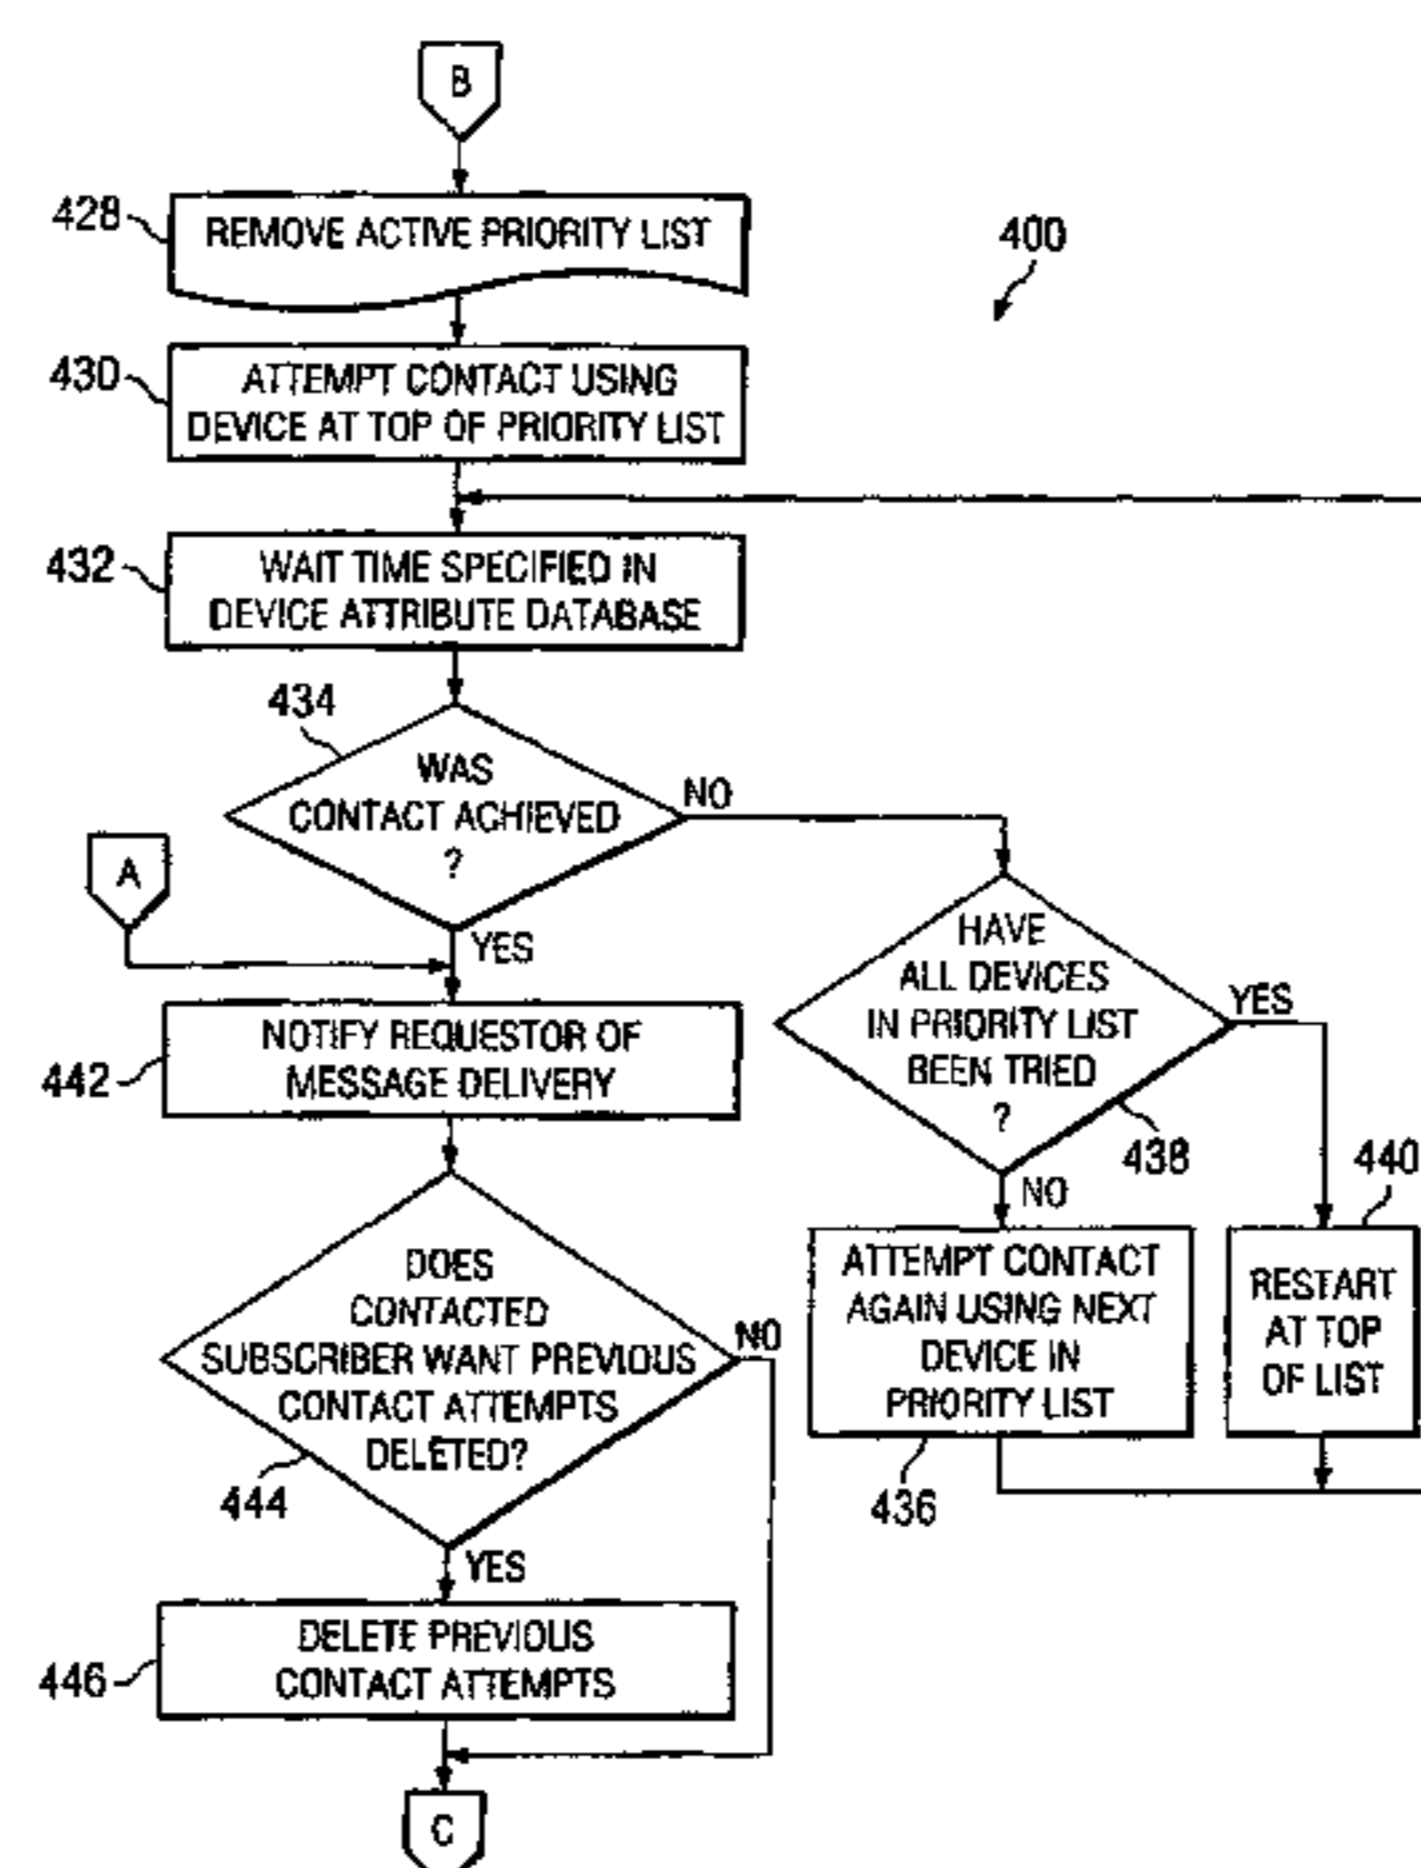 B
428
REMOVE ACTIVE PRIORITY LIST
400
430
ATTEMPT CONTACT USING
DEVICE AT TOP OF PRIORITY LIST
432
WAIT TIME SPECIFIED IN
DEVICE ATTRIBUTE DATABASE
434
WAS
CONTACT ACHIEVED
?
NO
A
YES
HAVE
ALL DEVICES
IN PRIORITY LIST
BEEN TRIED
?
YES
438
NO
440
442
NOTIFY REQUESTOR OF
MESSAGE DELIVERY
ATTEMPT CONTACT
AGAIN USING NEXT
DEVICE IN
PRIORITY LIST
436
RESTART
AT TOP
OF LIST
DOES
CONTACTED
SUBSCRIBER WANT PREVIOUS
CONTACT ATTEMPTS
DELETED?
NO
444
YES
446
DELETE PREVIOUS
CONTACT ATTEMPTS
C